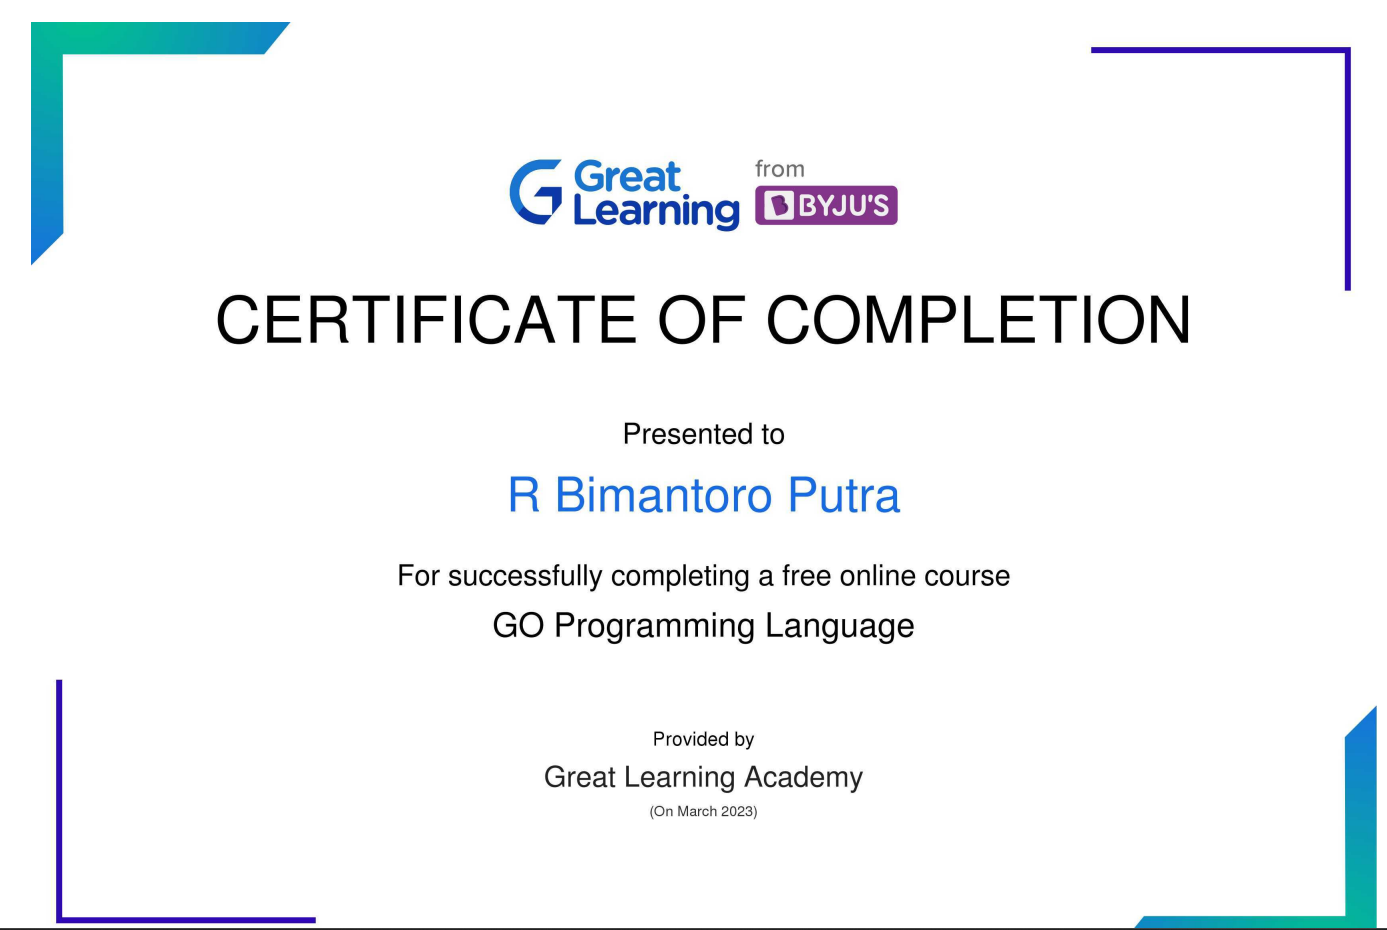 Great
Learning
from
BYJU'S
CERTIFICATE OF COMPLETION
Presented to
R Bimantoro Putra
For successfully completing a free online course
GO Programming Language
Provided by
Great Learning Academy
(On March 2023)